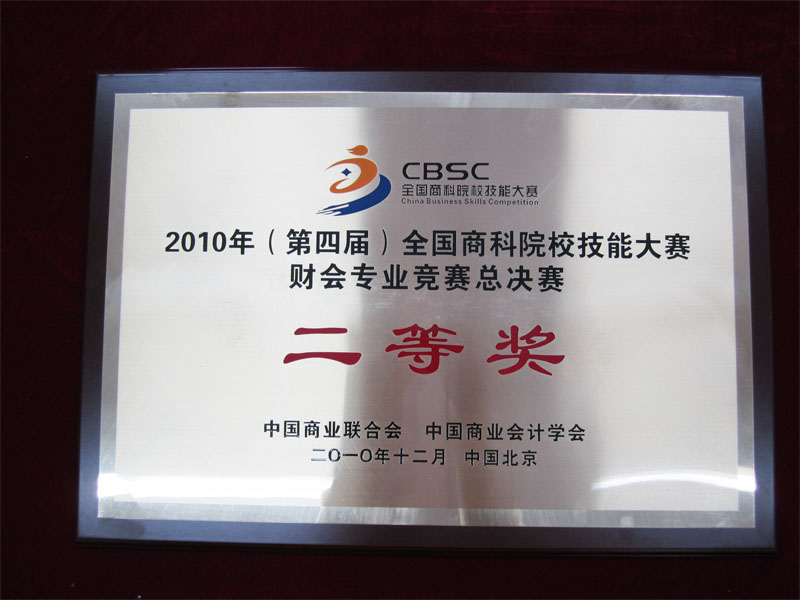 CBSC
全国商科院校技能大赛
China Business Skills Competition
2010年（第四届）全国商科院校技能大赛
财会专业竞赛总决赛
二等奖
中国商业联合会 中国商业会计学会
二〇一〇年十二月 中国北京